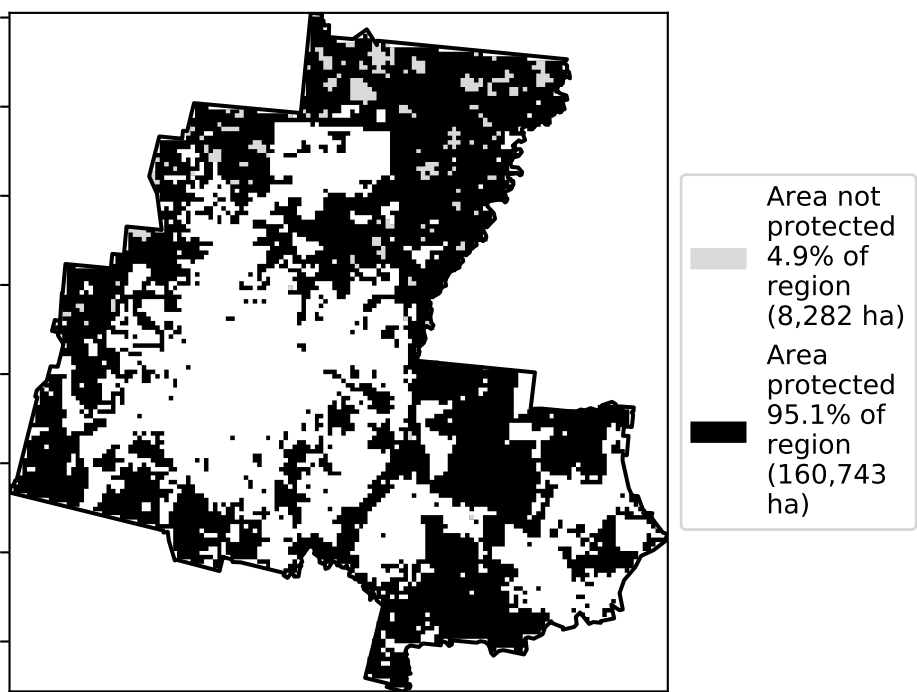 Area not
protected
4.9% of
region
(8,282 ha)
Area
protected
95.1% of
region
(160,743
ha)